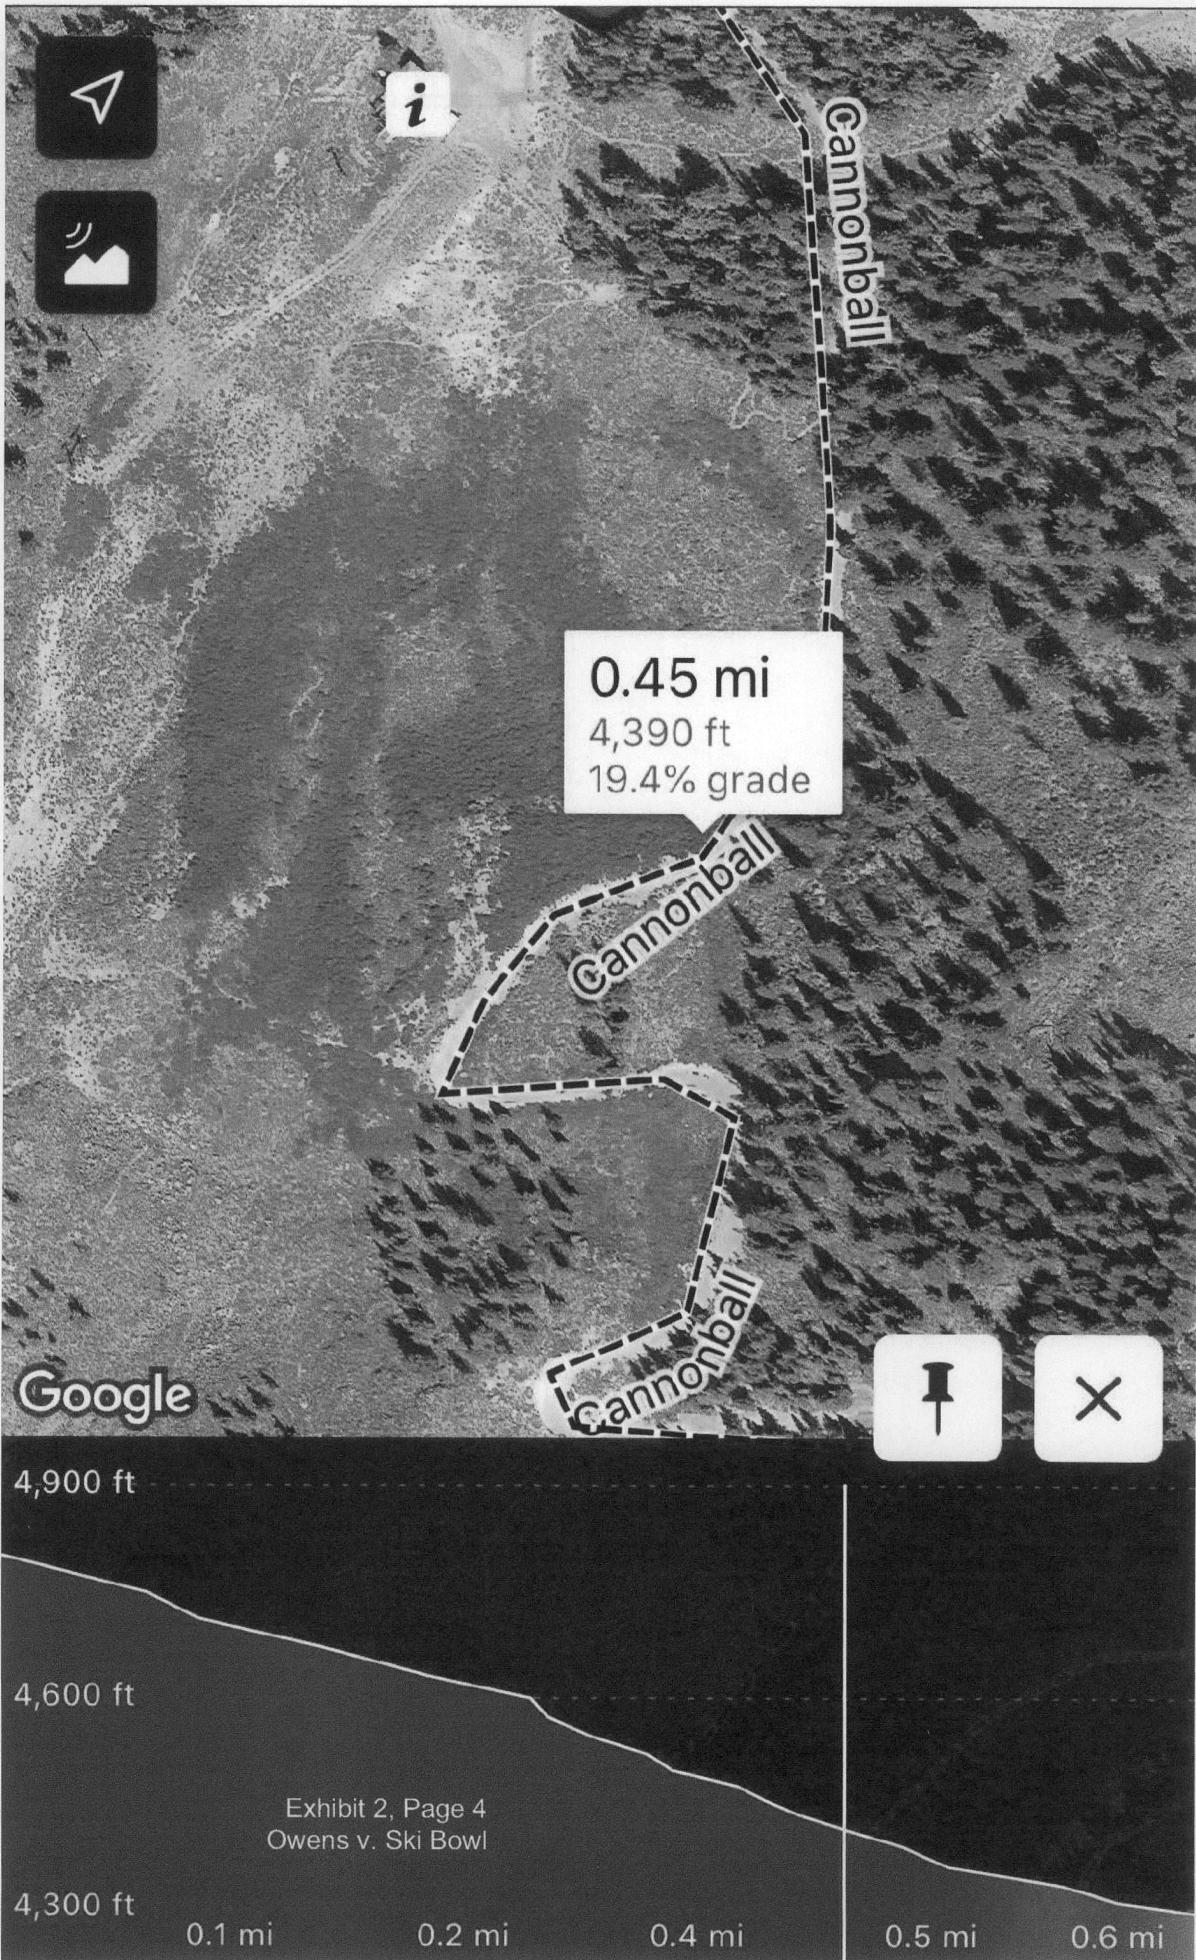 i
Cannonball
0.45 mi
4,390 ft
19.4% grade
Cannonball
Cannonball
Google
4,900 ft
4,600 ft
Exhibit 2, Page 4
Owens v. Ski Bowl
4,300 ft
0.1 mi
0.2 mi
0.4 mi
0.5 mi
0.6 mi